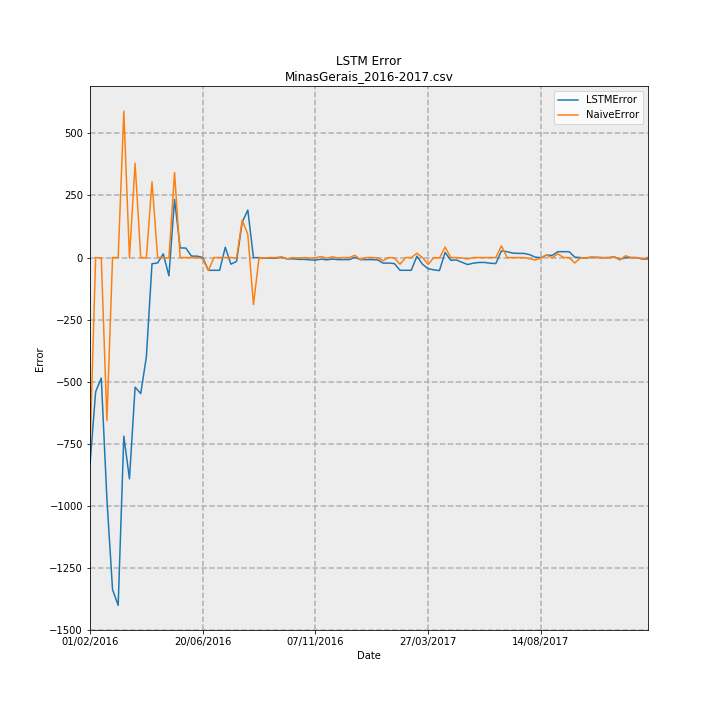 LSTM Error
MinasGerais_2016-2017.csv
LSTMError
NaiveError
500
250
0
−250
−500
−750
−1000
−1250
−1500
Error
01/02/2016 20/06/2016 07/11/2016 27/03/2017 14/08/2017
Date